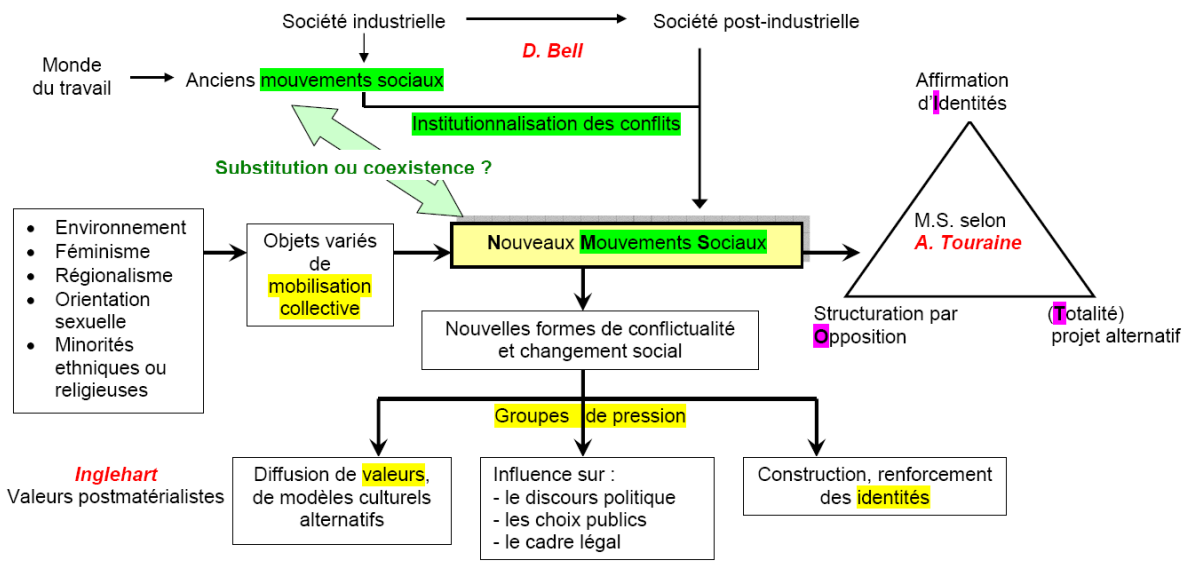 Société industrielle
Société post-industrielle
D. Bell
Monde
du travail
Anciens mouvements sociaux
Institutionnalisation des conflits
Substitution ou coexistence ?
Affirmation
d'Identités
M.S. selon
A. Touraine
Structuration par
Opposition
(Totalité)
projet alternatif
• Environnement
• Féminisme
• Régionalisme
• Orientation
sexuelle
• Minorités
ethniques ou
religieuses
Objets variés
de
mobilisation
collective
Nouveaux Mouvements Sociaux
Nouvelles formes de conflictualité
et changement social
Groupes de pression
Inglehart
Valeurs postmatérialistes
Diffusion de valeurs,
de modèles culturels
alternatifs
Influence sur :
- le discours politique
- les choix publics
- le cadre légal
Construction, renforcement
des identités